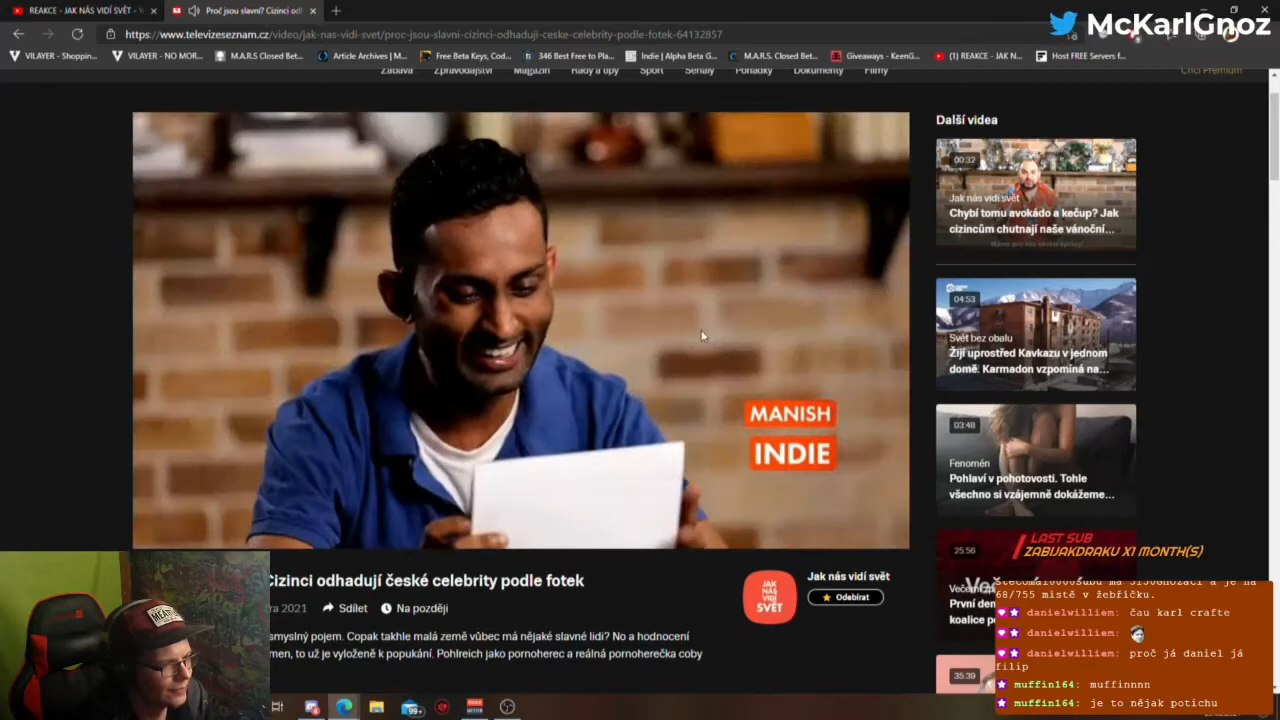 REAKCE - JAK NÁS VIDÍ SVĚT -
Proč jsou slavní? Cizinci od
McKarlGnoz
https://www.televizeseznam.cz/video/jak-nas-vidi-svet/proc-jsou-slavni-cizinci-odhaduji-ceske-celebrity-podle-fotek-64132857
VILAYER - Shoppin...
VILAYER - NO MOR...
M.A.R.S Closed Bet...
Article Archives | M...
Free Beta Keys, Cod...
346 Best Free to Pla...
Indie | Alpha Beta G...
M.A.R.S. Closed Bet...
Giveaways - KeenG...
(1) REAKCE - JAK N...
Host FREE Servers f...
Zábava
Zpravodajství
Magazín
Rady a tipy
Sport
Seriály
Pohádky
Dokumenty
Filmy
Chci Premium
MANISH
INDIE
Další videa
00:32
Jak nás vidí svět
Chybí tomu avokádo a kečup? Jak
cizincům chutnají naše vánoční...
04:53
Svět bez obalu
Žijí uprostřed Kavkazu v jednom
domě. Karmadon vzpomíná na...
03:48
Fenomén
Pohlaví v pohotovosti. Tohle
všechno si vzájemně dokážeme...
25:56
První
koalice
35:39
Cizinci odhadují české celebrity podle fotek
2021
Sdílet
Na později
JAK
NÁS
VIDÍ
SVĚT
Jak nás vidí svět
Odebírat
smyslný pojem. Copak takhle malá země vůbec má nějaké slavné lidi? No a hodnocení
men, to už je vyloženě k popukání. Pohlreich jako pornoherec a reálná pornoherečka coby
LAST SUB
ZABIJAKDRAKU X1 MONTH(S)
68/755 místě v žebříčku.
danielwilliem: čau karl crafte
danielwilliem:
danielwilliem: proč já daniel já
filip
muffin164: muffinnnn
muffin164: je to nějak potichu
99+